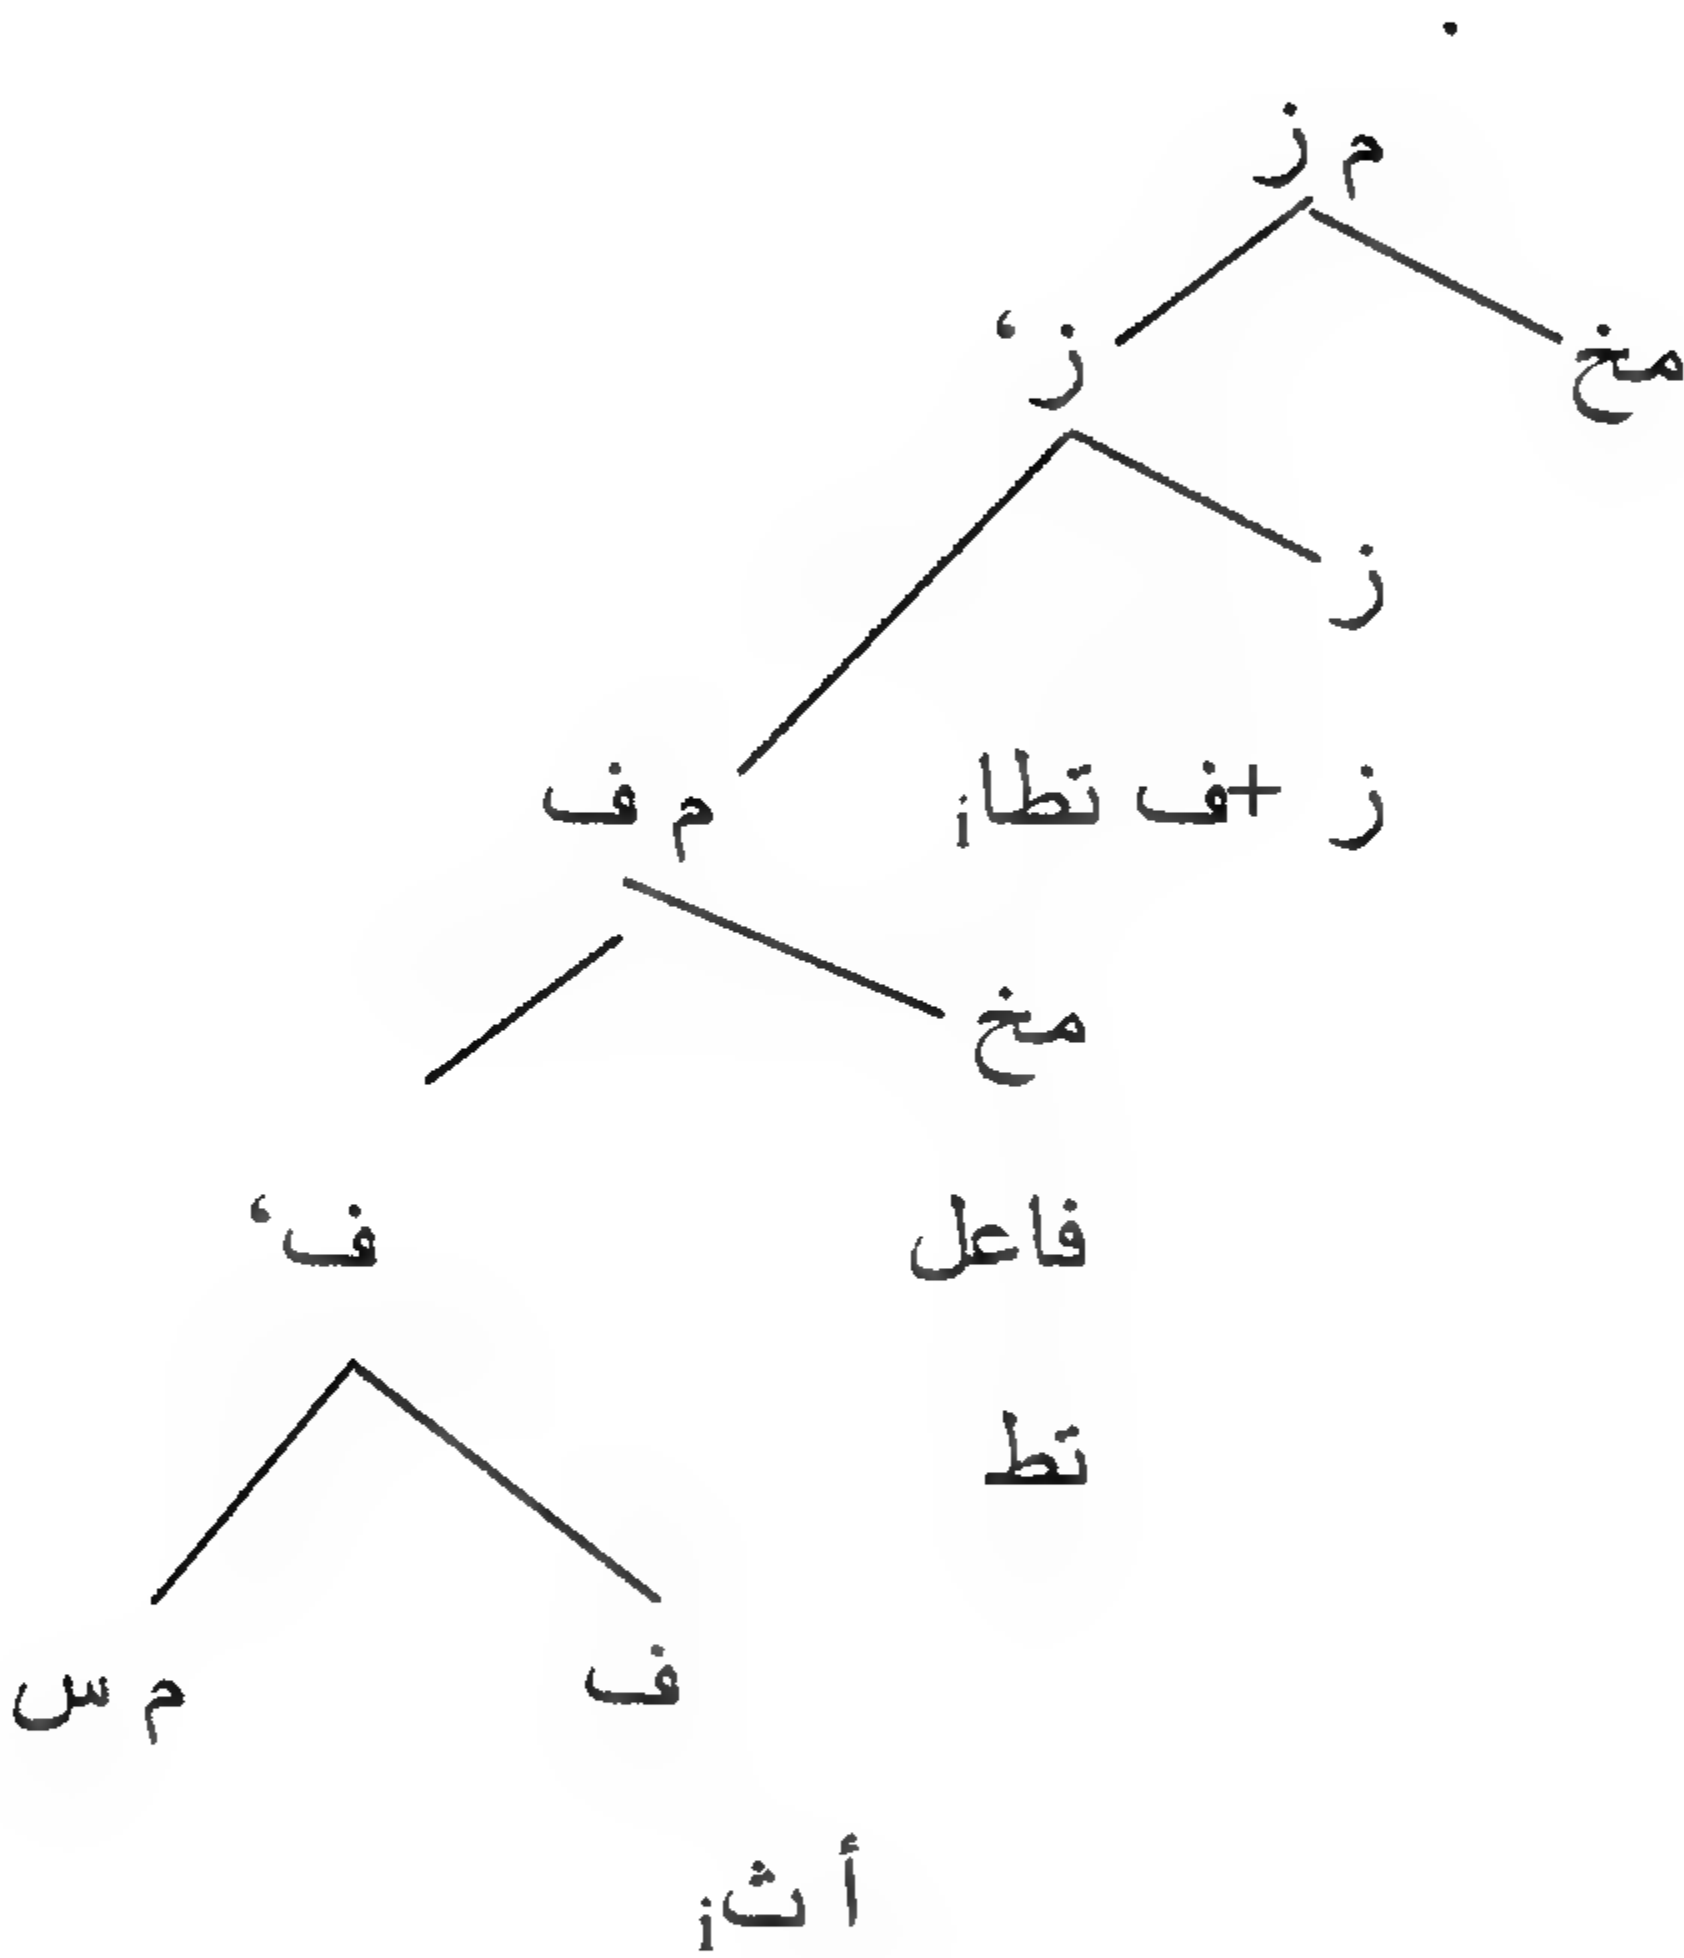 م ز
مخ ز‘
ز
ز +ف تطاi م ف
مخ
فاعل ف‘
تط
ف م س
أ ثi